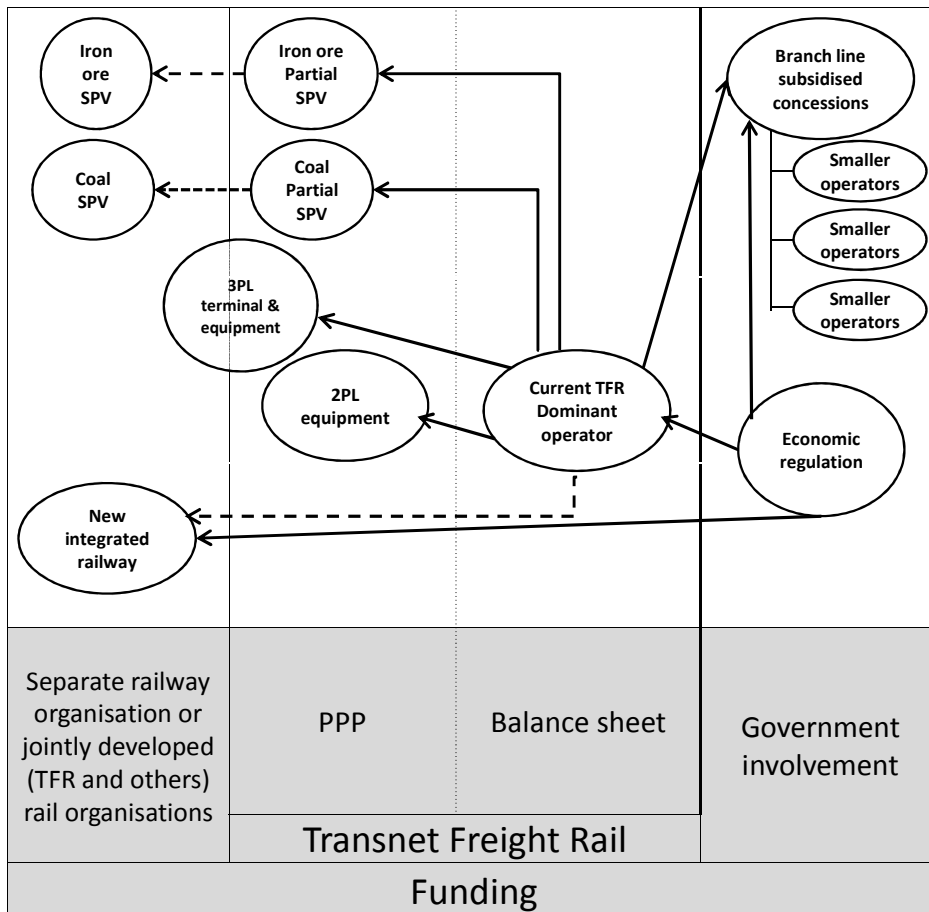 Iron
ore
SPV
Iron ore
Partial
SPV
Branch line
subsidised
concessions
Coal
SPV
Coal
Partial
SPV
Smaller
operators
Smaller
operators
Smaller
operators
3PL
terminal &
equipment
2PL
equipment
Current TFR
Dominant
operator
Economic
regulation
New
integrated
railway
Separate railway
organisation or
jointly developed
(TFR and others)
rail organisations
PPP
Balance sheet
Government
involvement
Transnet Freight Rail
Funding